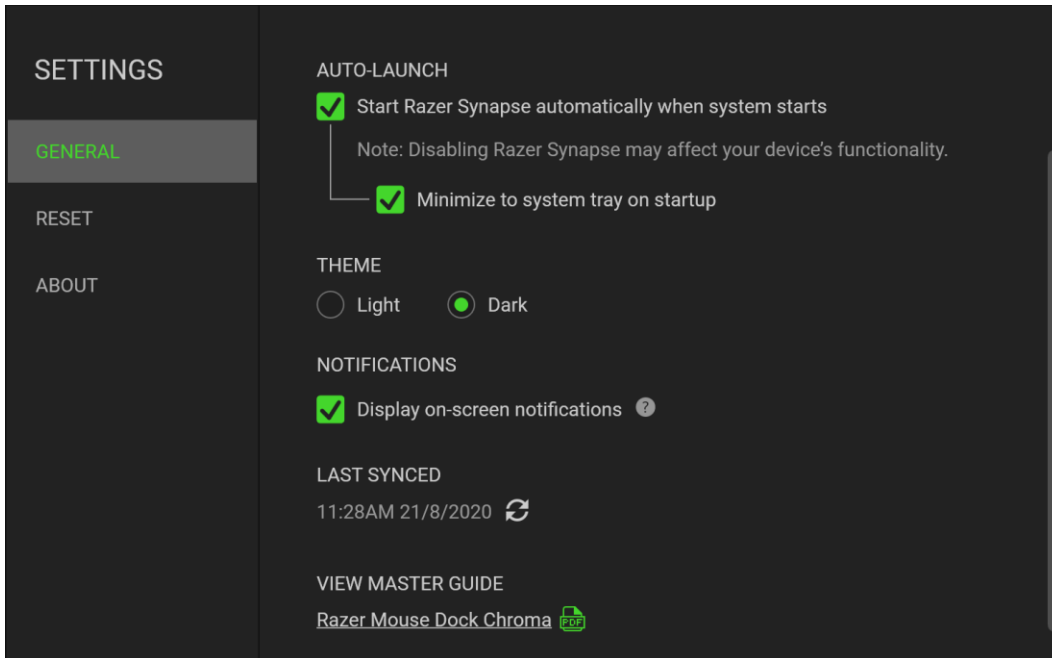 SETTINGS
GENERAL
RESET
ABOUT
AUTO-LAUNCH
Start Razer Synapse automatically when system starts
Note: Disabling Razer Synapse may affect your device’s functionality.
Minimize to system tray on startup
THEME
Light
Dark
NOTIFICATIONS
Display on-screen notifications ?
LAST SYNCED
11:28AM 21/8/2020
VIEW MASTER GUIDE
Razer Mouse Dock Chroma PDF